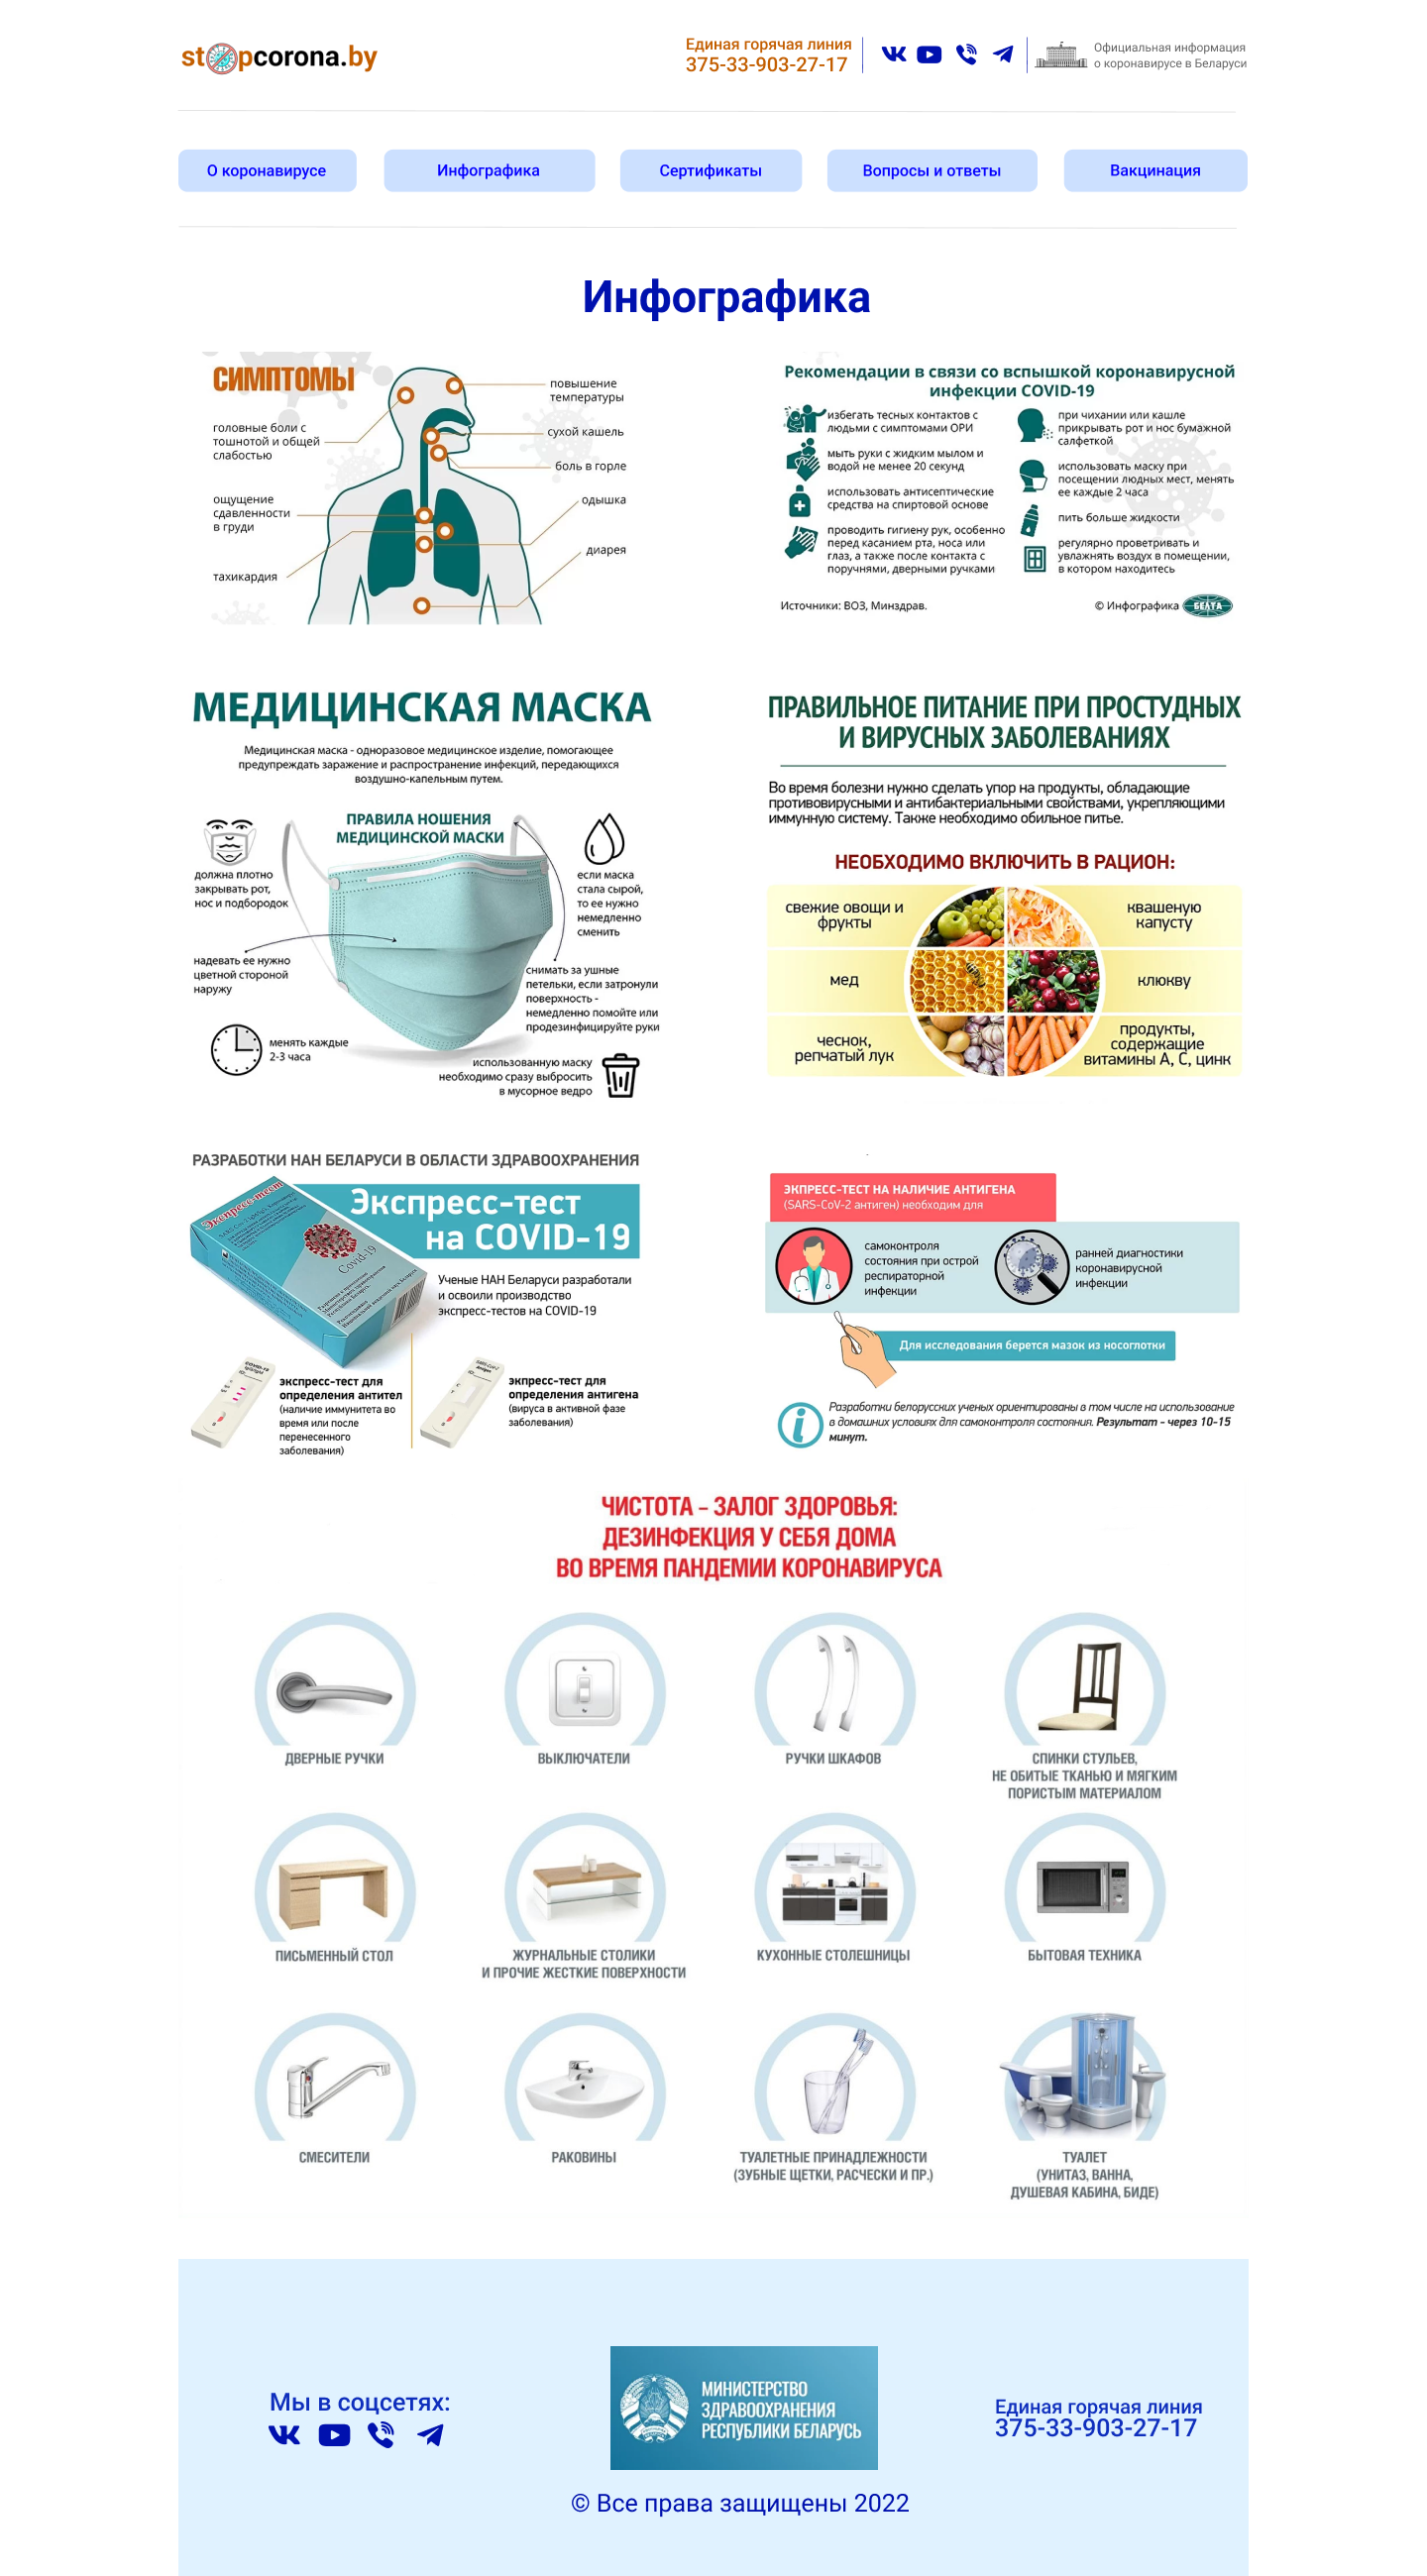 stopcorona.by
Единая горячая линия
375-33-903-27-17
Официальная информация
о коронавирусе в Беларуси
О коронавирусе
Инфографика
Сертификаты
Вопросы и ответы
Вакцинация
Инфографика
СИМПТОМЫ
повышение
температуры
головные боли с
тошнотой и общей
слабостью
сухой кашель
боль в горле
ощущение
сдавленности
в груди
одышка
диарея
тахикардия
Рекомендации в связи со вспышкой коронавирусной
инфекции COVID-19
избегать тесных контактов с
людьми с симптомами ОРИ
мыть руки с жидким мылом и
водой не менее 20 секунд
использовать антисептические
средства на спиртовой основе
проводить гигиену рук, особенно
перед касанием рта, носа или
глаз, а также после контакта с
поручнями, дверными ручками
при чихании или кашле
прикрывать рот и нос бумажной
салфеткой
использовать маску при
посещении людных мест, менять
ее каждые 2 часа
пить больше жидкости
регулярно проветривать и
увлажнять воздух в помещении,
в котором находитесь
Источники: ВОЗ, Минздрав.
© Инфографика БЕЛТА
МЕДИЦИНСКАЯ МАСКА
Медицинская маска - одноразовое медицинское изделие, помогающее
предупреждать заражение и распространение инфекций, передающихся
воздушно-капельным путем.
ПРАВИЛА НОШЕНИЯ
МЕДИЦИНСКОЙ МАСКИ
должна плотно
закрывать рот,
нос и подбородок
если маска
стала сырой,
то ее нужно
немедленно
сменить
надевать ее нужно
цветной стороной
наружу
снимать за ушные
петельки, если затронули
поверхность -
немедленно помойте или
продезинфицируйте руки
менять каждые
2-3 часа
использованную маску
необходимо сразу выбросить
в мусорное ведро
ПРАВИЛЬНОЕ ПИТАНИЕ ПРИ ПРОСТУДНЫХ
И ВИРУСНЫХ ЗАБОЛЕВАНИЯХ
Во время болезни нужно сделать упор на продукты, обладающие
противовирусными и антибактериальными свойствами, укрепляющими
иммунную систему. Также необходимо обильное питье.
НЕОБХОДИМО ВКЛЮЧИТЬ В РАЦИОН:
свежие овощи и
фрукты
квашеную
капусту
мед
клюкву
чеснок,
репчатый лук
продукты,
содержащие
витамины А, С, цинк
РАЗРАБОТКИ НАН БЕЛАРУСИ В ОБЛАСТИ ЗДРАВООХРАНЕНИЯ
Экспресс-тест
на COVID-19
Экспресс-тест
Covid-19
Ученые НАН Беларуси разработали
и освоили производство
экспресс-тестов на COVID-19
экспресс-тест для
определения антител
(наличие иммунитета во
время или после
перенесенного
заболевания)
экпресс-тест для
определения антигена
(вируса в активной фазе
заболевания)
ЭКПРЕСС-ТЕСТ НА НАЛИЧИЕ АНТИГЕНА
(SARS-CoV-2 антиген) необходим для
самоконтроля
состояния при острой
респираторной
инфекции
ранней диагностики
коронавирусной
инфекции
Для исследования берется мазок из носоглотки
Разработки белорусских ученых ориентированы в том числе на использование
в домашних условиях для самоконтроля состояния. Результат - через 10-15
минут.
ЧИСТОТА – ЗАЛОГ ЗДОРОВЬЯ:
ДЕЗИНФЕКЦИЯ У СЕБЯ ДОМА
ВО ВРЕМЯ ПАНДЕМИИ КОРОНАВИРУСА
ДВЕРНЫЕ РУЧКИ
ВЫКЛЮЧАТЕЛИ
РУЧКИ ШКАФОВ
СПИНКИ СТУЛЬЕВ,
НЕ ОБИТЫЕ ТКАНЬЮ И МЯГКИМ
ПОРИСТЫМ МАТЕРИАЛОМ
ПИСЬМЕННЫЙ СТОЛ
ЖУРНАЛЬНЫЕ СТОЛИКИ
И ПРОЧИЕ ЖЕСТКИЕ ПОВЕРХНОСТИ
КУХОННЫЕ СТОЛЕШНИЦЫ
БЫТОВАЯ ТЕХНИКА
СМЕСИТЕЛИ
РАКОВИНЫ
ТУАЛЕТНЫЕ ПРИНАДЛЕЖНОСТИ
(ЗУБНЫЕ ЩЕТКИ, РАСЧЕСКИ И ПР.)
ТУАЛЕТ
(УНИТАЗ, ВАННА,
ДУШЕВАЯ КАБИНА, БИДЕ)
Мы в соцсетях:
МИНИСТЕРСТВО
ЗДРАВООХРАНЕНИЯ
РЕСПУБЛИКИ БЕЛАРУСЬ
Единая горячая линия
375-33-903-27-17
© Все права защищены 2022